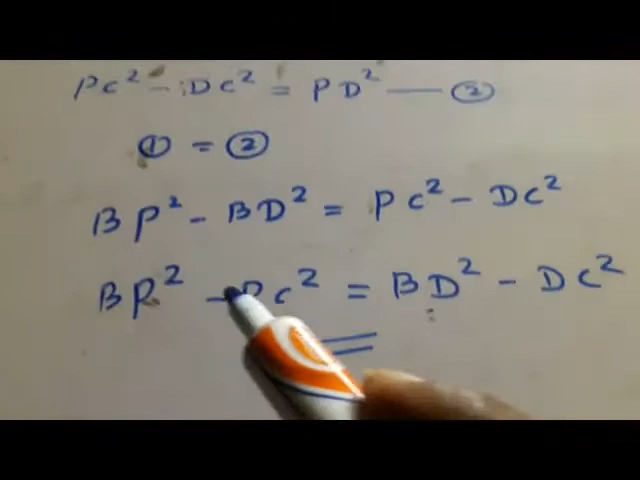 PC² - DC² = PD² — ②
① = ②
BP² - BD² = PC² - DC²
BP² - PC² = BD² - DC²